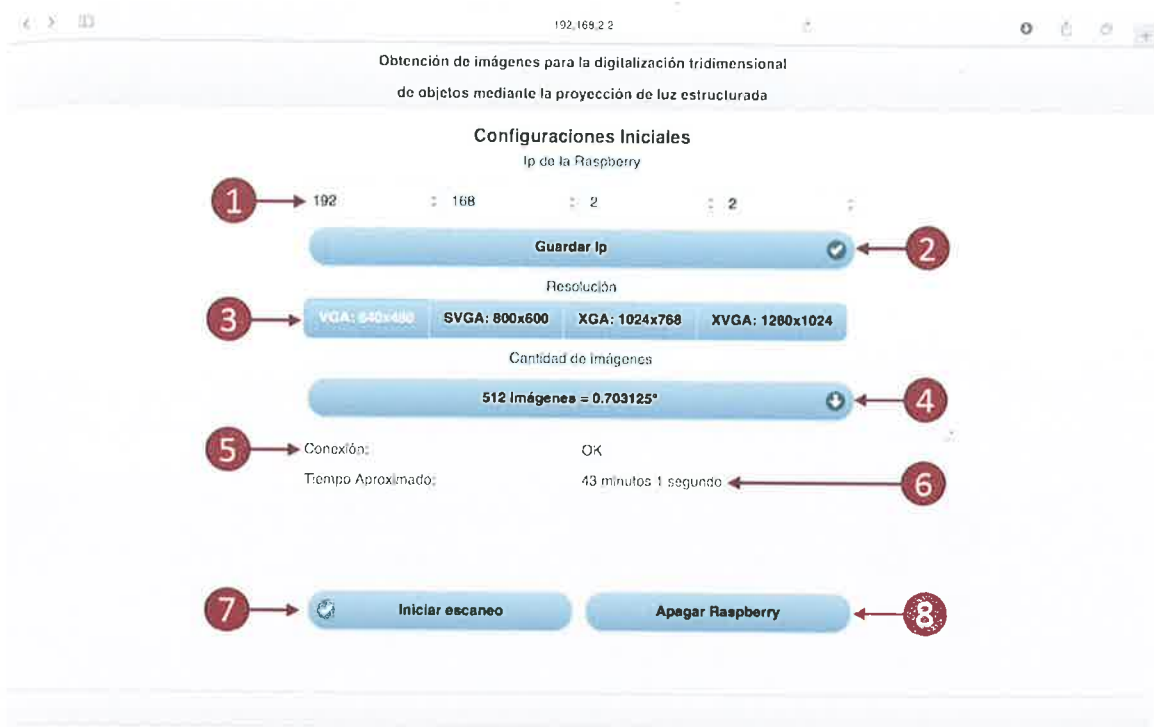 192.168.2.2
Obtención de imágenes para la digitalización tridimensional
de objetos mediante la proyección de luz estructurada
Configuraciones Iniciales
Ip de la Raspberry
1 192 168 2 2
Guardar Ip 2
Resolución
3 VGA: 640x480 SVGA: 800x600 XGA: 1024x768 XVGA: 1280x1024
Cantidad de imágenes
512 Imágenes = 0.703125° 4
5 Conexión: OK
Tiempo Aproximado: 43 minutos 1 segundo 6
7 Iniciar escaneo Apagar Raspberry 8